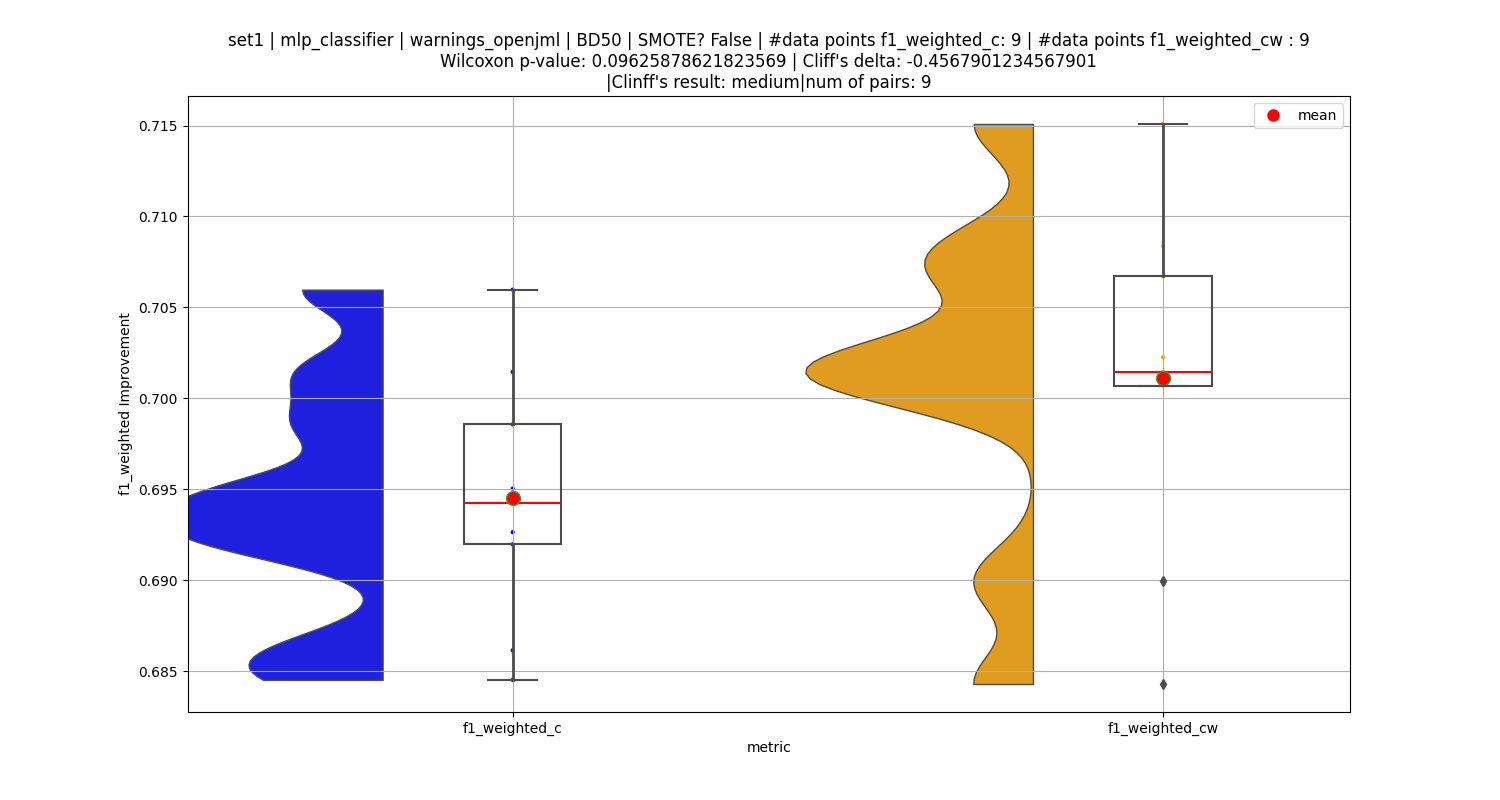 set1 | mlp_classifier | warnings_openjml | BD50 | SMOTE? False | #data points f1_weighted_c: 9 | #data points f1_weighted_cw : 9
Wilcoxon p-value: 0.09625878621823569 | Cliff's delta: -0.4567901234567901
|Clinff's result: medium|num of pairs: 9
mean
0.715
0.710
0.705
0.700
0.695
0.690
0.685
f1_weighted Improvement
f1_weighted_c
f1_weighted_cw
metric